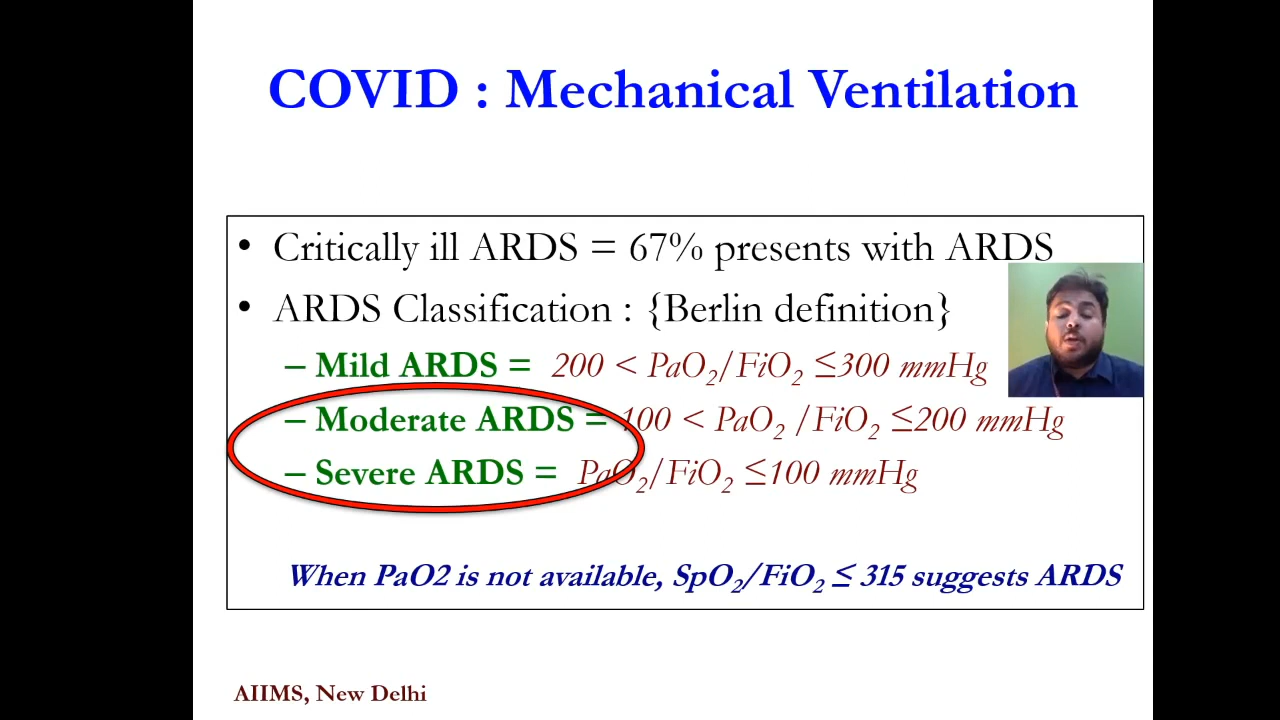 COVID : Mechanical Ventilation
• Critically ill ARDS = 67% presents with ARDS
• ARDS Classification : {Berlin definition}
– Mild ARDS = 200 < PaO₂/FiO₂ ≤300 mmHg
– Moderate ARDS = 100 < PaO₂ /FiO₂ ≤200 mmHg
– Severe ARDS = PaO₂/FiO₂ ≤100 mmHg
When PaO2 is not available, SpO₂/FiO₂ ≤ 315 suggests ARDS
AIIMS, New Delhi